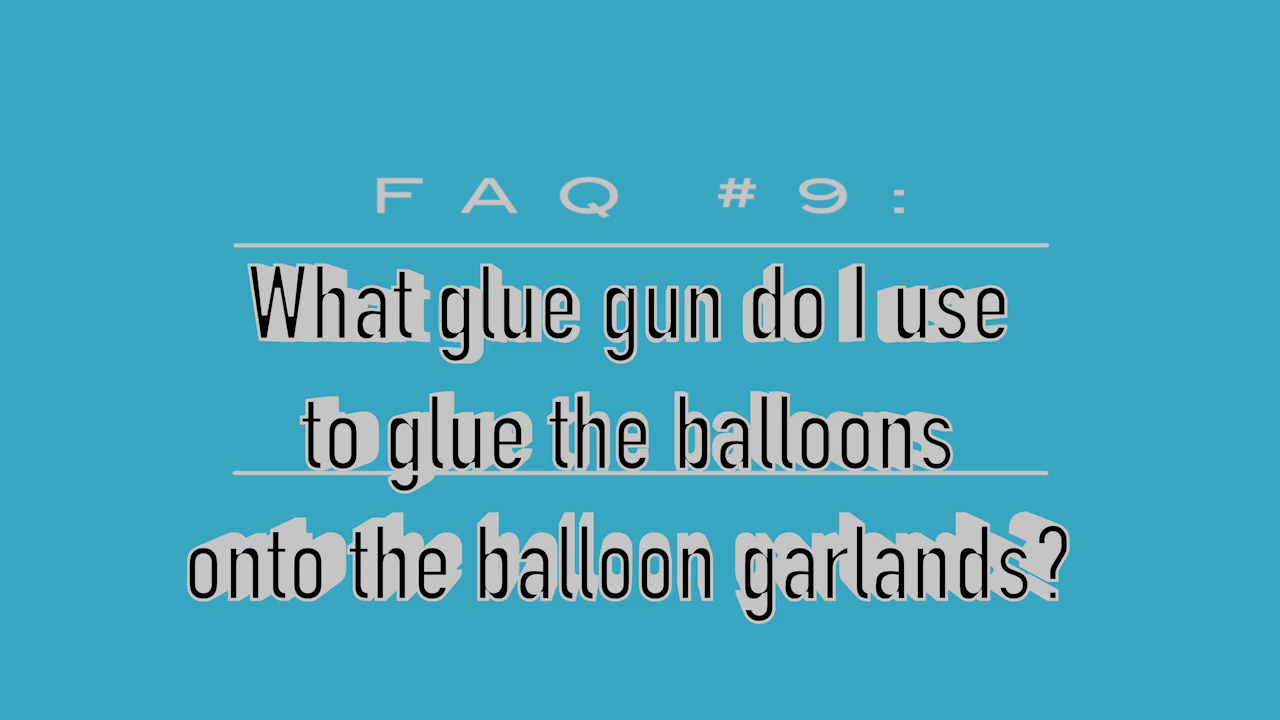 FAQ #9:
What glue gun do I use
to glue the balloons
onto the balloon garlands?